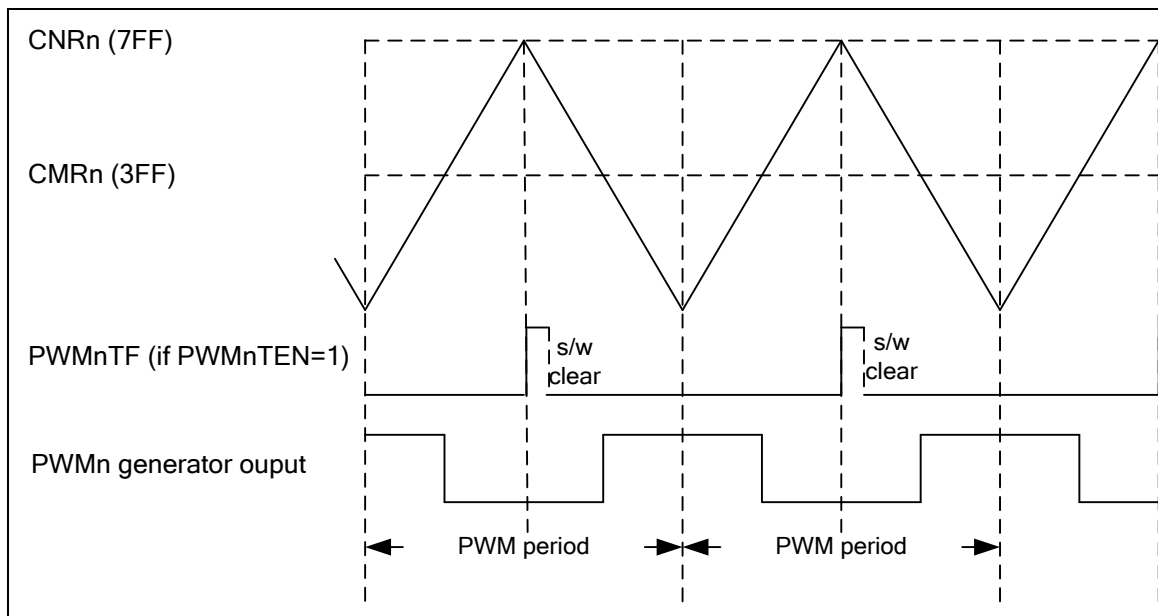 CNRn (7FF)
CMRn (3FF)
PWMnTF (if PWMnTEN=1)
s/w
clear
s/w
clear
PWMn generator ouput
PWM period
PWM period